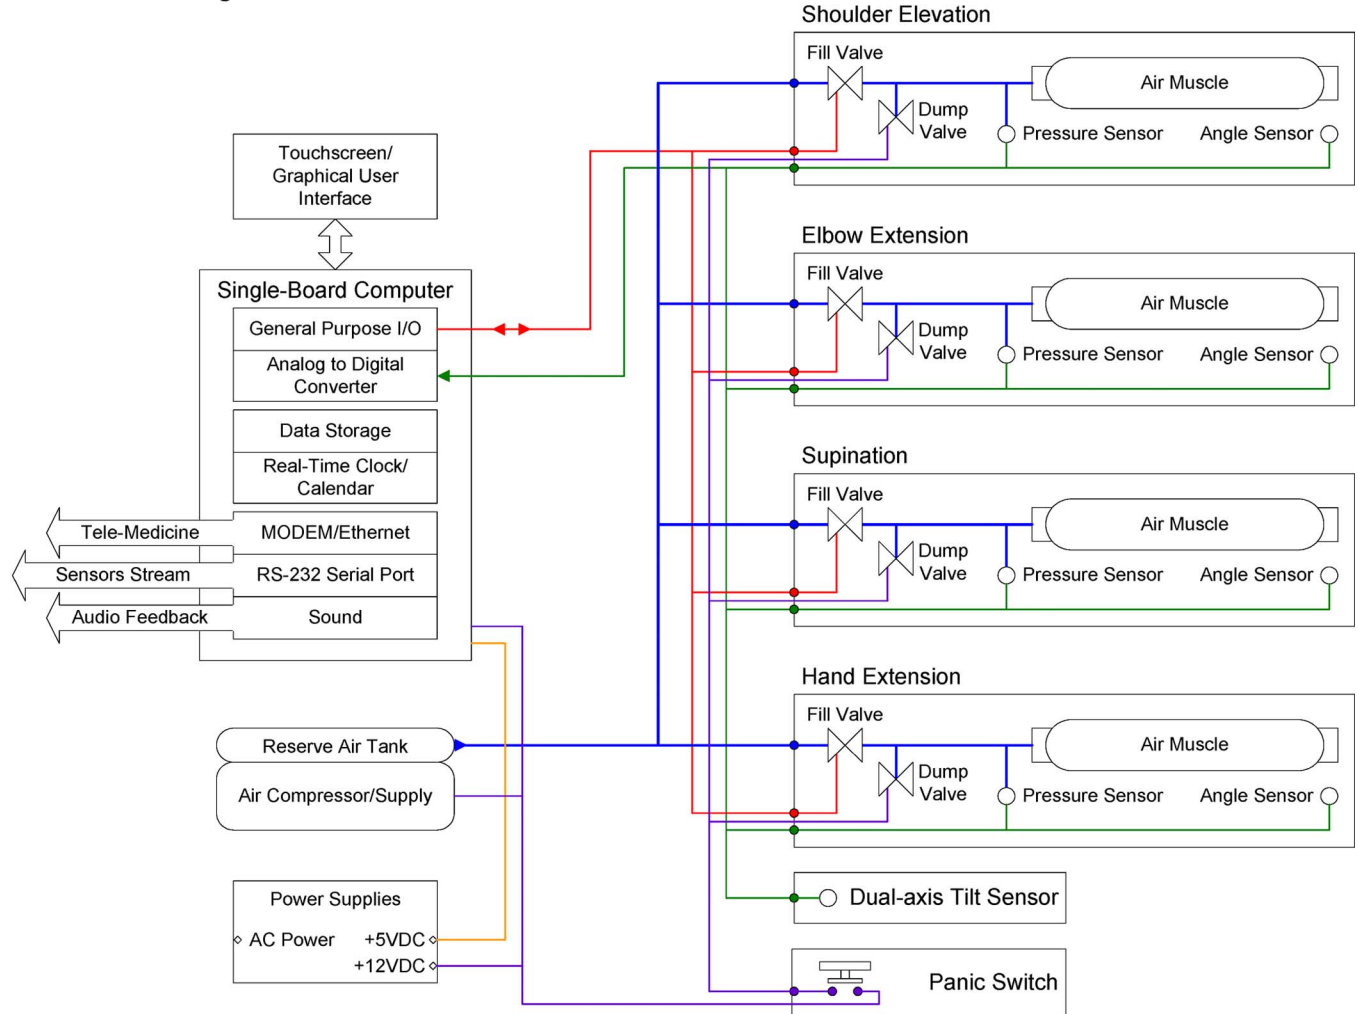 Shoulder Elevation
Fill Valve
Air Muscle
Dump
Valve
Pressure Sensor
Angle Sensor
Touchscreen/
Graphical User
Interface
Elbow Extension
Fill Valve
Air Muscle
Dump
Valve
Pressure Sensor
Angle Sensor
Single-Board Computer
General Purpose I/O
Analog to Digital
Converter
Data Storage
Real-Time Clock/
Calendar
MODEM/Ethernet
RS-232 Serial Port
Sound
Tele-Medicine
Sensors Stream
Audio Feedback
Supination
Fill Valve
Air Muscle
Dump
Valve
Pressure Sensor
Angle Sensor
Hand Extension
Fill Valve
Air Muscle
Dump
Valve
Pressure Sensor
Angle Sensor
Reserve Air Tank
Air Compressor/Supply
Power Supplies
AC Power
+5VDC
+12VDC
Dual-axis Tilt Sensor
Panic Switch